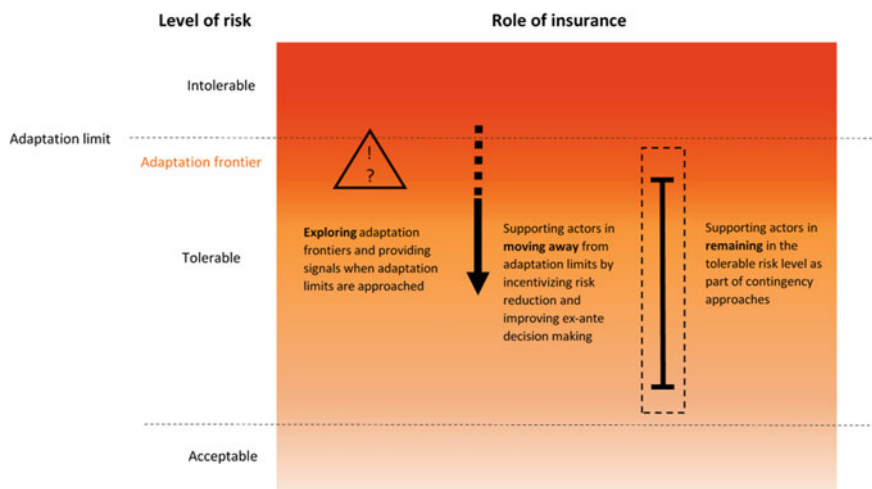 Level of risk
Role of insurance
Intolerable
Adaptation limit
Adaptation frontier
!
?
Tolerable
Exploring adaptation
frontiers and providing
signals when adaptation
limits are approached
Supporting actors in
moving away from
adaptation limits by
incentivizing risk
reduction and
improving ex-ante
decision making
Supporting actors in
remaining in the
tolerable risk level as
part of contingency
approaches
Acceptable